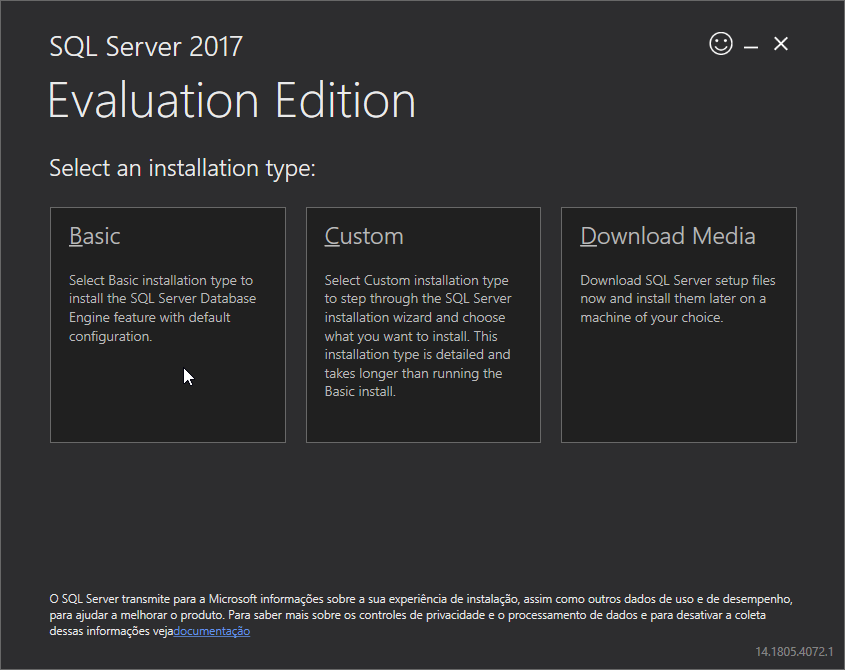 SQL Server 2017
Evaluation Edition
Select an installation type:
Basic
Select Basic installation type to
install the SQL Server Database
Engine feature with default
configuration.
Custom
Select Custom installation type
to step through the SQL Server
installation wizard and choose
what you want to install. This
installation type is detailed and
takes longer than running the
Basic install.
Download Media
Download SQL Server setup files
now and install them later on a
machine of your choice.
O SQL Server transmite para a Microsoft informações sobre a sua experiência de instalação, assim como outros dados de uso e de desempenho,
para ajudar a melhorar o produto. Para saber mais sobre os controles de privacidade e o processamento de dados e para desativar a coleta
dessas informações vejadocumentação
14.1805.4072.1